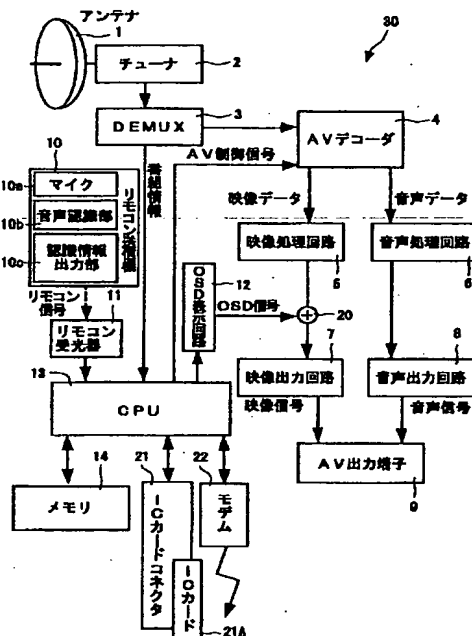 アンテナ
1
30
チューナ
2
DEMUX
3
AVデコーダ
4
AV制御信号
番組情報
映像データ
音声データ
10
リモコン送信機
10a
マイク
10b
音声認識部
10c
認識情報
出力部
映像処理回路
5
音声処理回路
6
リモコン
信号
11
リモコン
受光器
OSD表示回路
12
OSD信号
20
7
映像出力回路
8
音声出力回路
映像信号
音声信号
13
CPU
AV出力端子
9
14
メモリ
21
ICカードコネクタ
22
モデム
ICカード
21A